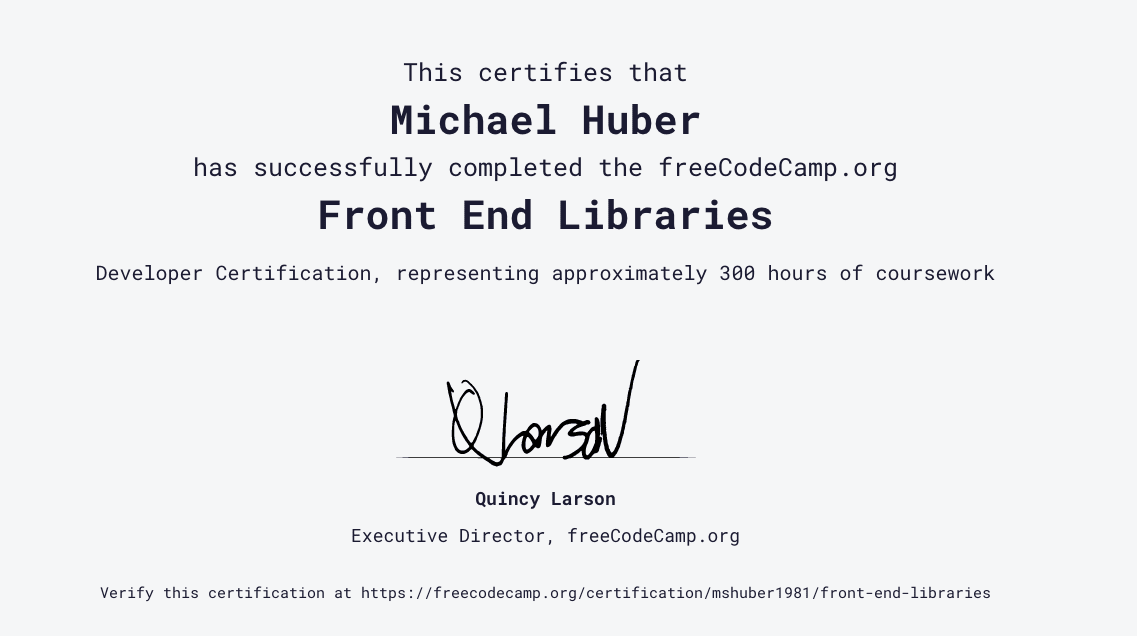 This certifies that
Michael Huber
has successfully completed the freeCodeCamp.org
Front End Libraries
Developer Certification, representing approximately 300 hours of coursework
Q Larson
Quincy Larson
Executive Director, freeCodeCamp.org
Verify this certification at https://freecodecamp.org/certification/mshuber1981/front-end-libraries